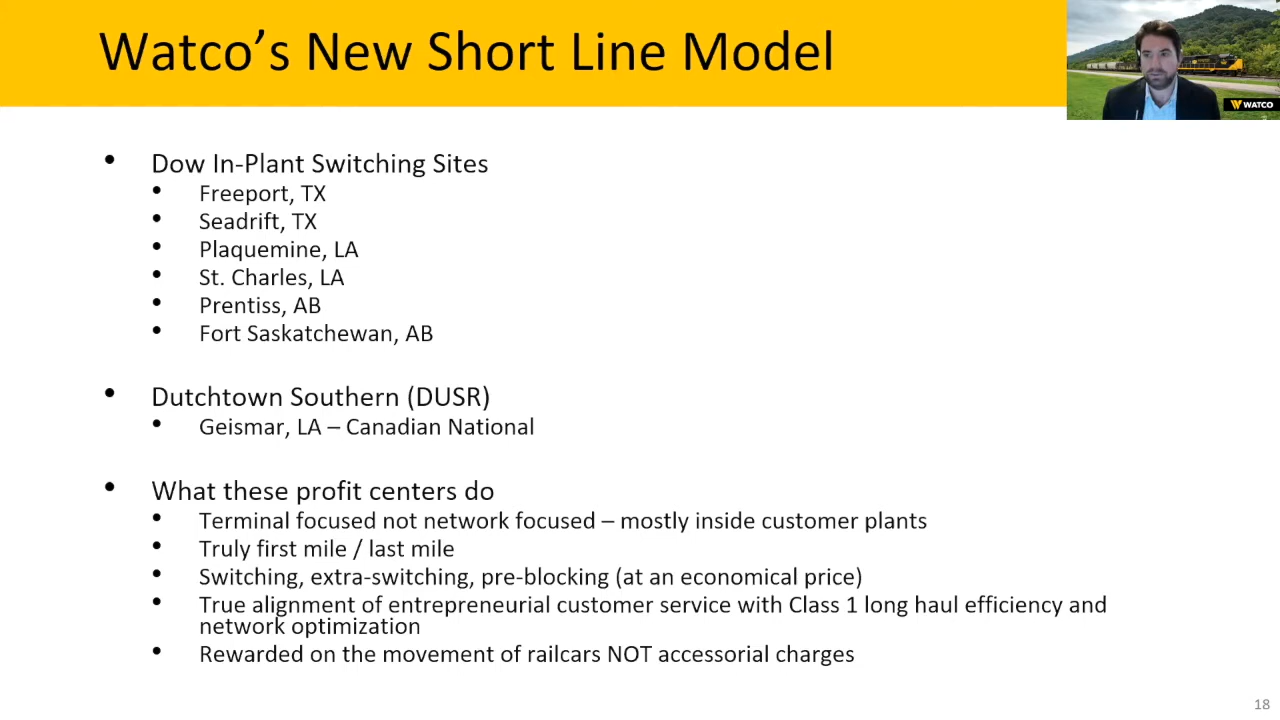 Watco's New Short Line Model
WATCO
• Dow In-Plant Switching Sites
• Freeport, TX
• Seadrift, TX
• Plaquemine, LA
• St. Charles, LA
• Prentiss, AB
• Fort Saskatchewan, AB
• Dutchtown Southern (DUSR)
• Geismar, LA – Canadian National
• What these profit centers do
• Terminal focused not network focused – mostly inside customer plants
• Truly first mile / last mile
• Switching, extra-switching, pre-blocking (at an economical price)
• True alignment of entrepreneurial customer service with Class 1 long haul efficiency and
network optimization
• Rewarded on the movement of railcars NOT accessorial charges
18